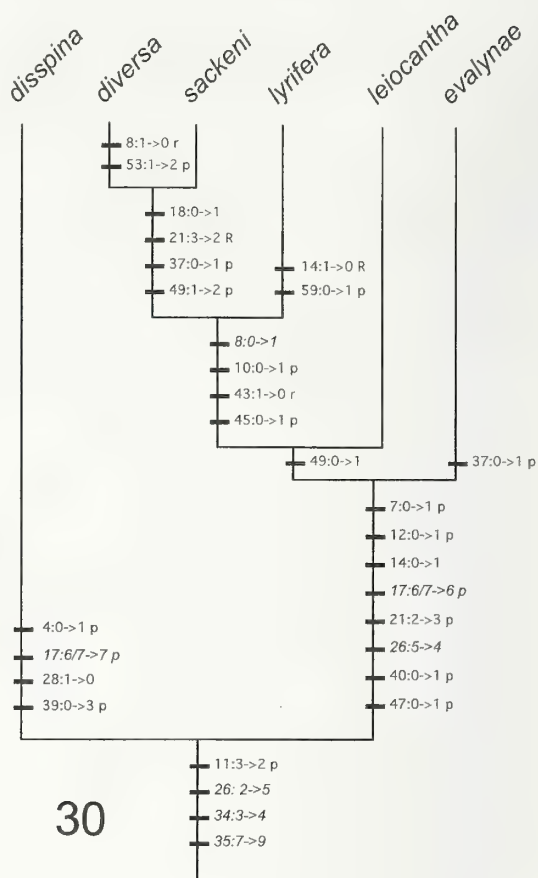 disspina
diversa
sackeni
lyrifera
leiocantha
evalynae
8:1->0 r
53:1->2 p
18:0->1
21:3->2 R
37:0->1 p
49:1->2 p
14:1->0 R
59:0->1 p
8:0->1
10:0->1 p
43:1->0 r
45:0->1 p
49:0->1
37:0->1 p
7:0->1 p
12:0->1 p
14:0->1
17:6/7->6 p
21:2->3 p
26:5->4
40:0->1 p
47:0->1 p
4:0->1 p
17:6/7->7 p
28:1->0
39:0->3 p
11:3->2 p
26: 2->5
34:3->4
35:7->9
30